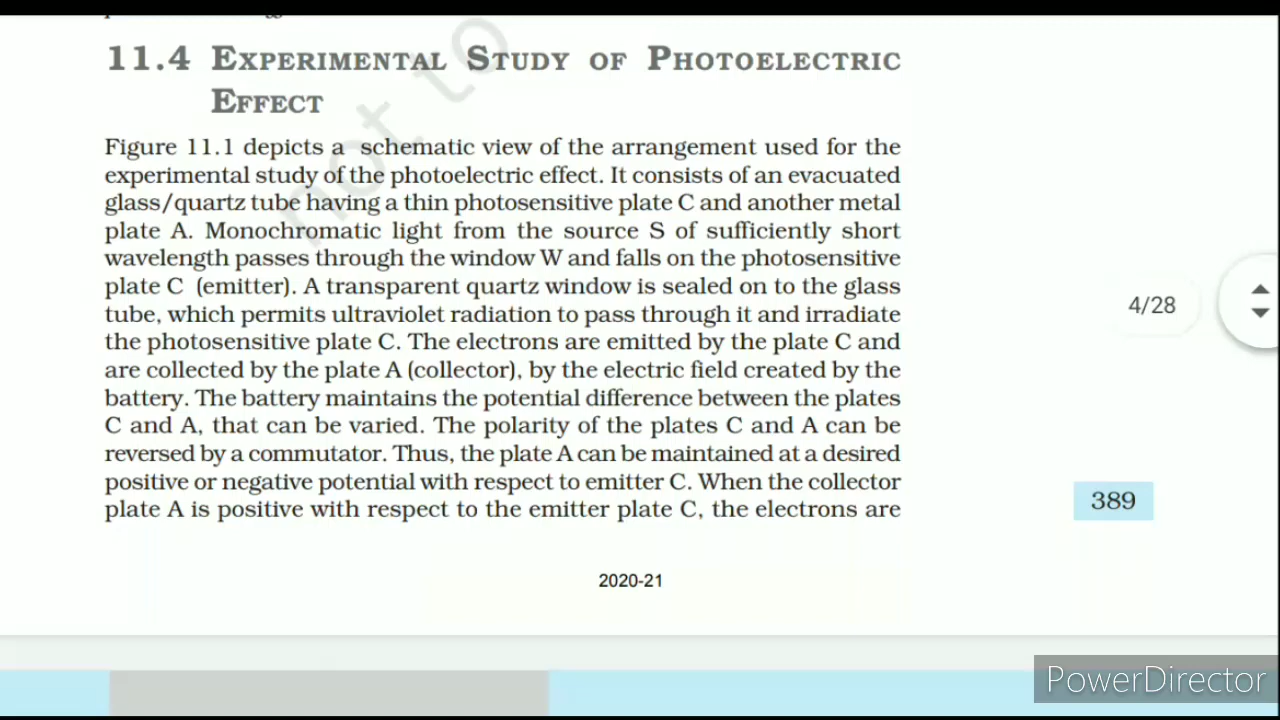 11.4 EXPERIMENTAL STUDY OF PHOTOELECTRIC
EFFECT
Figure 11.1 depicts a schematic view of the arrangement used for the
experimental study of the photoelectric effect. It consists of an evacuated
glass/quartz tube having a thin photosensitive plate C and another metal
plate A. Monochromatic light from the source S of sufficiently short
wavelength passes through the window W and falls on the photosensitive
plate C (emitter). A transparent quartz window is sealed on to the glass
tube, which permits ultraviolet radiation to pass through it and irradiate
the photosensitive plate C. The electrons are emitted by the plate C and
are collected by the plate A (collector), by the electric field created by the
battery. The battery maintains the potential difference between the plates
C and A, that can be varied. The polarity of the plates C and A can be
reversed by a commutator. Thus, the plate A can be maintained at a desired
positive or negative potential with respect to emitter C. When the collector
plate A is positive with respect to the emitter plate C, the electrons are
not to
4/28
389
2020-21
PowerDirector